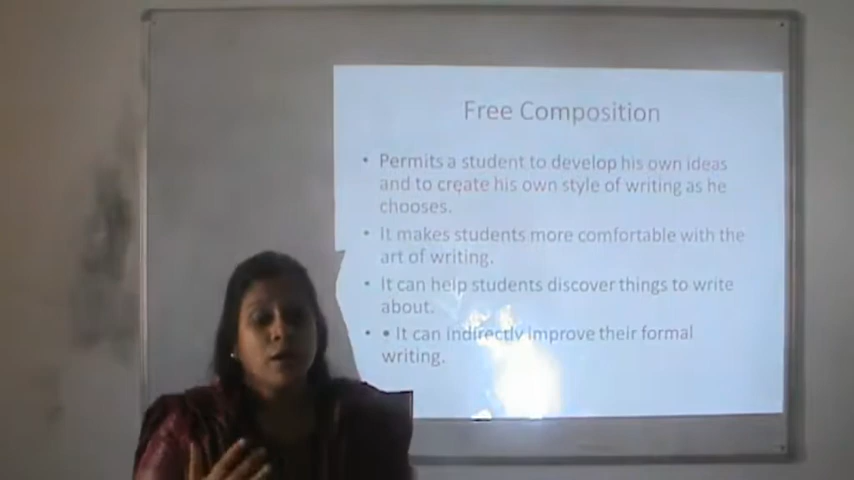 Free Composition
• Permits a student to develop his own ideas
and to create his own style of writing as he
chooses.
• It makes students more comfortable with the
art of writing.
• It can help students discover things to write
about.
• • It can indirectly improve their formal
writing.